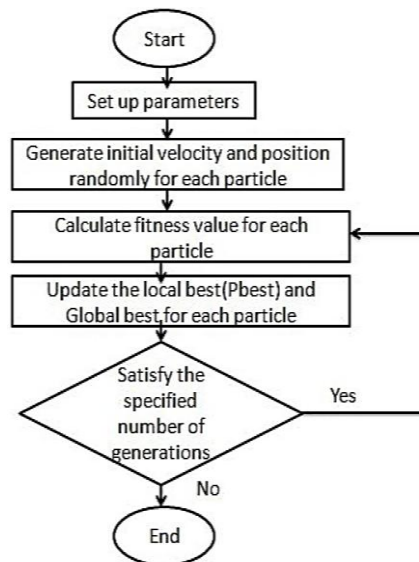 Start
Set up parameters
Generate initial velocity and position
randomly for each particle
Calculate fitness value for each
particle
Update the local best(Pbest) and
Global best for each particle
Satisfy the
specified
number of
generations
Yes
No
End